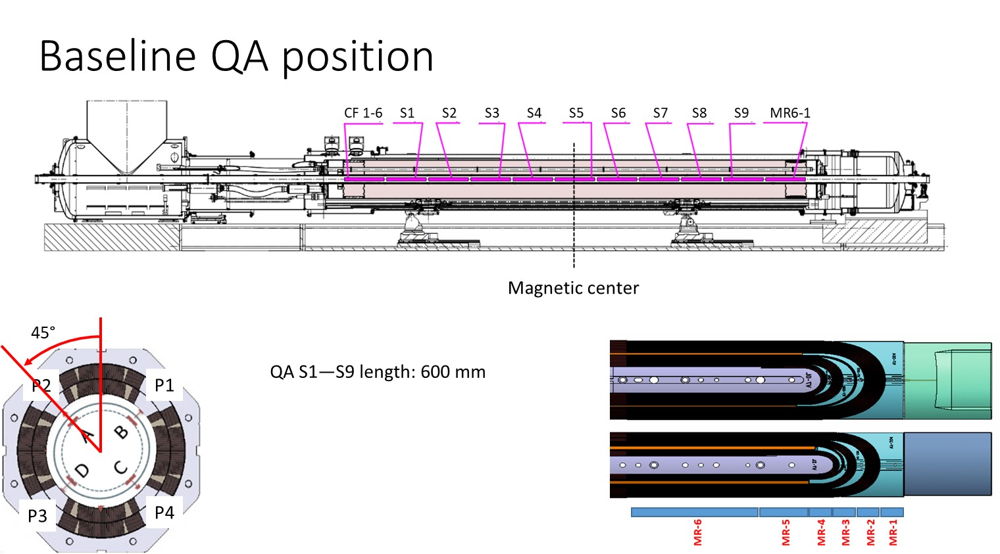 Baseline QA position
CF 1-6 S1 S2 S3 S4 S5 S6 S7 S8 S9 MR6-1
Magnetic center
45°
P2 P1
A B
D C
P3 P4
QA S1—S9 length: 600 mm
MR-6 MR-5 MR-4 MR-3 MR-2 MR-1